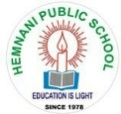 HEMNANI PUBLIC SCHOOL
EDUCATION IS LIGHT
SINCE 1978